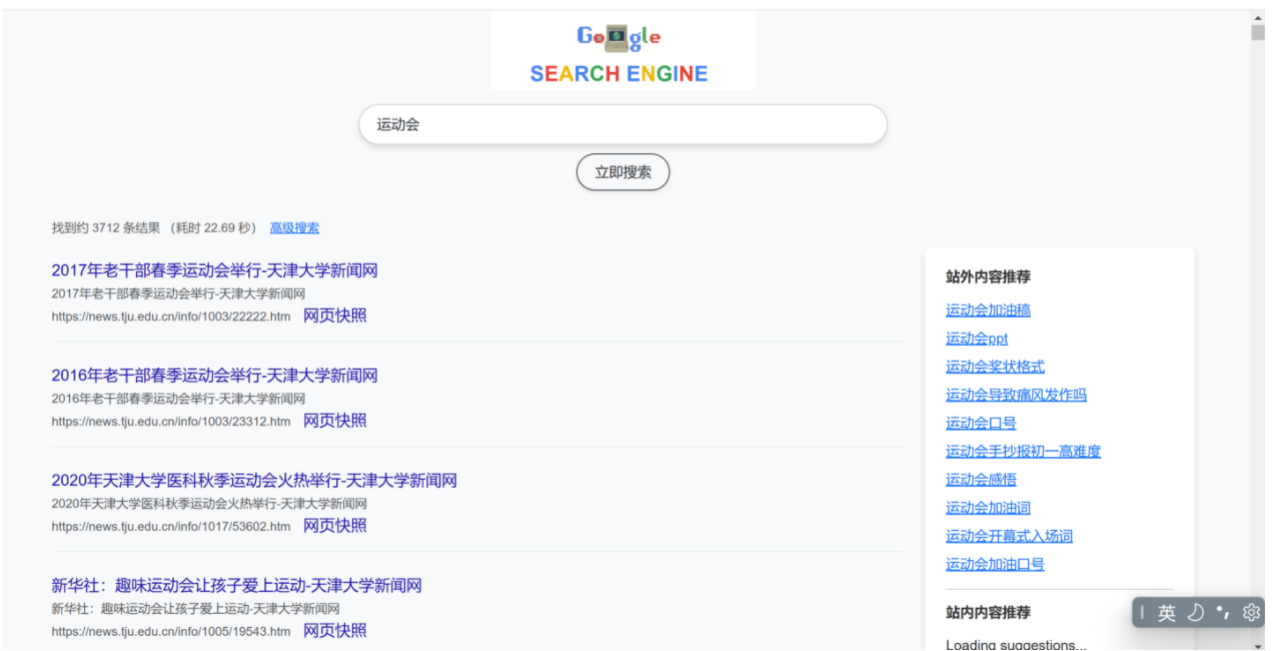 Google
SEARCH ENGINE
运动会
立即搜索
找到约 3712 条结果 （耗时 22.69 秒） 高级搜索
2017年老干部春季运动会举行-天津大学新闻网
2017年老干部春季运动会举行-天津大学新闻网
https://news.tju.edu.cn/info/1003/22222.htm 网页快照
2016年老干部春季运动会举行-天津大学新闻网
2016年老干部春季运动会举行-天津大学新闻网
https://news.tju.edu.cn/info/1003/23312.htm 网页快照
2020年天津大学医科秋季运动会火热举行-天津大学新闻网
2020年天津大学医科秋季运动会火热举行-天津大学新闻网
https://news.tju.edu.cn/info/1017/53602.htm 网页快照
新华社：趣味运动会让孩子爱上运动-天津大学新闻网
新华社：趣味运动会让孩子爱上运动-天津大学新闻网
https://news.tju.edu.cn/info/1005/19543.htm 网页快照
站外内容推荐
运动会加油稿
运动会ppt
运动会奖状格式
运动会导致痛风发作吗
运动会口号
运动会手抄报初一高难度
运动会感悟
运动会加油词
运动会开幕式入场词
运动会加油口号
站内内容推荐
Loading suggestions...
英